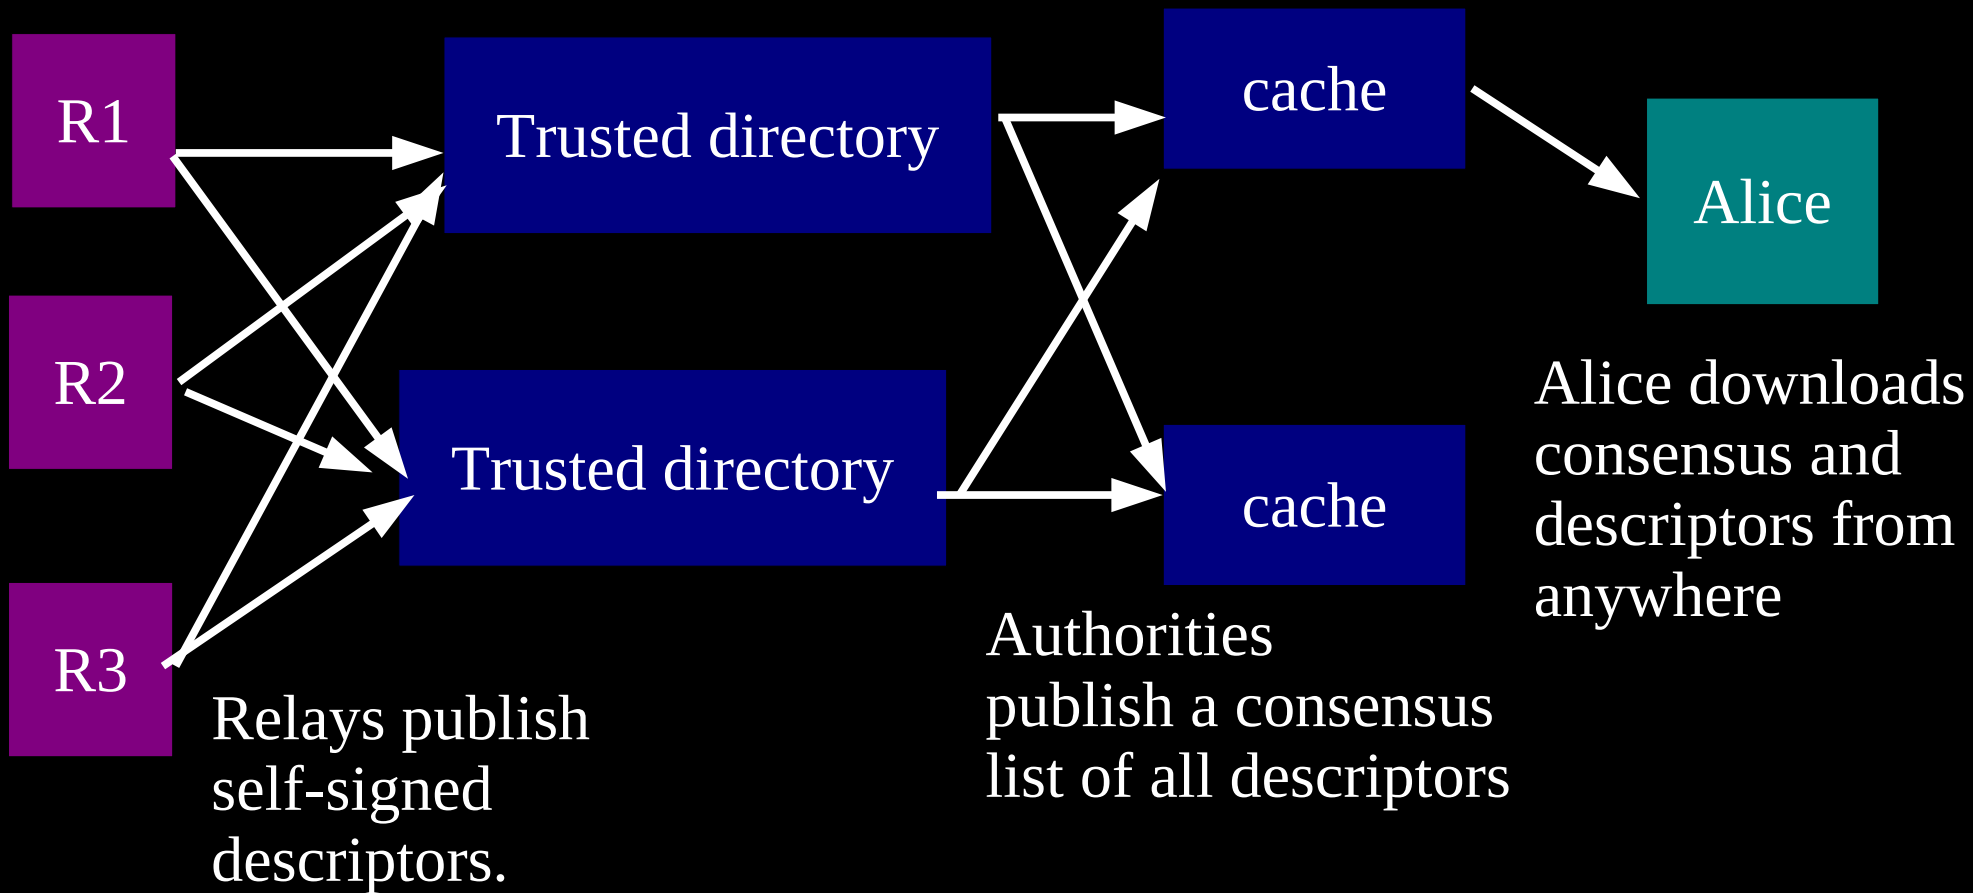 R1
R2
R3
Trusted directory
Trusted directory
cache
cache
Alice
Relays publish
self-signed
descriptors.
Authorities
publish a consensus
list of all descriptors
Alice downloads
consensus and
descriptors from
anywhere